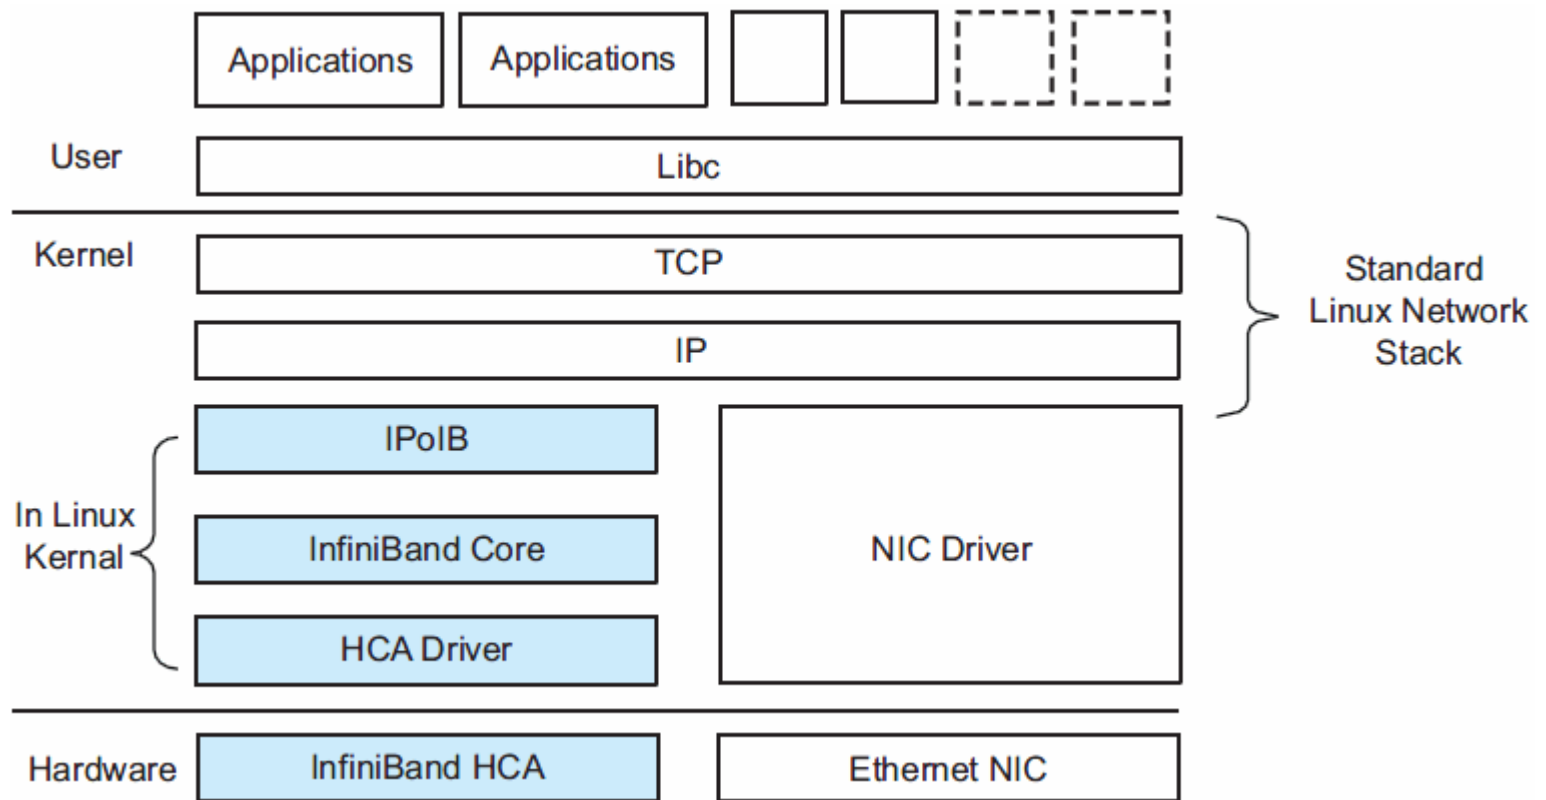 Applications
Applications
User
Libc
Kernel
TCP
Standard
Linux Network
Stack
IP
IPoIB
In Linux
Kernal
InfiniBand Core
NIC Driver
HCA Driver
Hardware
InfiniBand HCA
Ethernet NIC